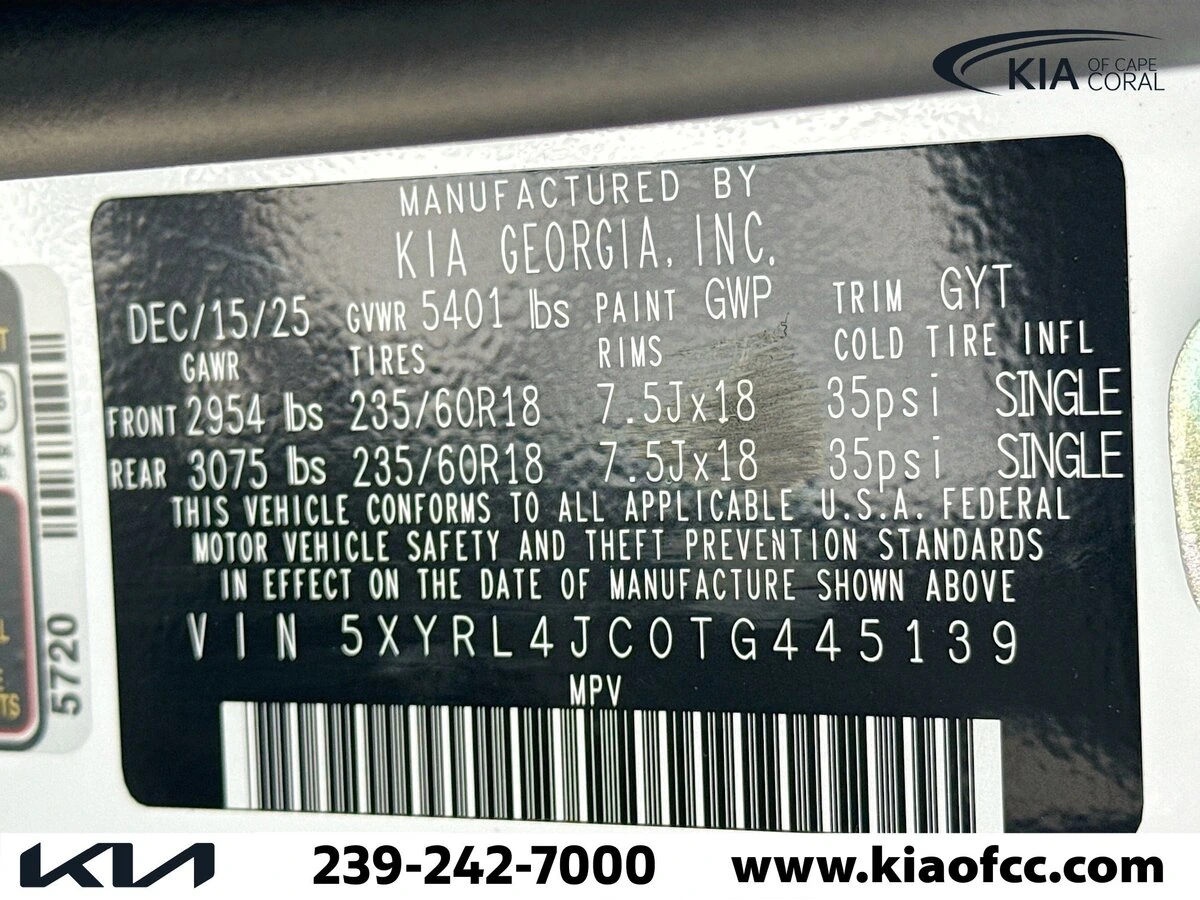 KIA OF CAPE CORAL
MANUFACTURED BY
KIA GEORGIA, INC.
DEC/15/25 GVWR 5401 lbs PAINT GWP TRIM GYT
GAWR TIRES RIMS COLD TIRE INFL
FRONT 2954 lbs 235/60R18 7.5Jx18 35psi SINGLE
REAR 3075 lbs 235/60R18 7.5Jx18 35psi SINGLE
THIS VEHICLE CONFORMS TO ALL APPLICABLE U.S.A. FEDERAL
MOTOR VEHICLE SAFETY AND THEFT PREVENTION STANDARDS
IN EFFECT ON THE DATE OF MANUFACTURE SHOWN ABOVE
VIN 5XYRL4JC0TG445139
MPV
5720
KIA 239-242-7000 www.kiaofcc.com